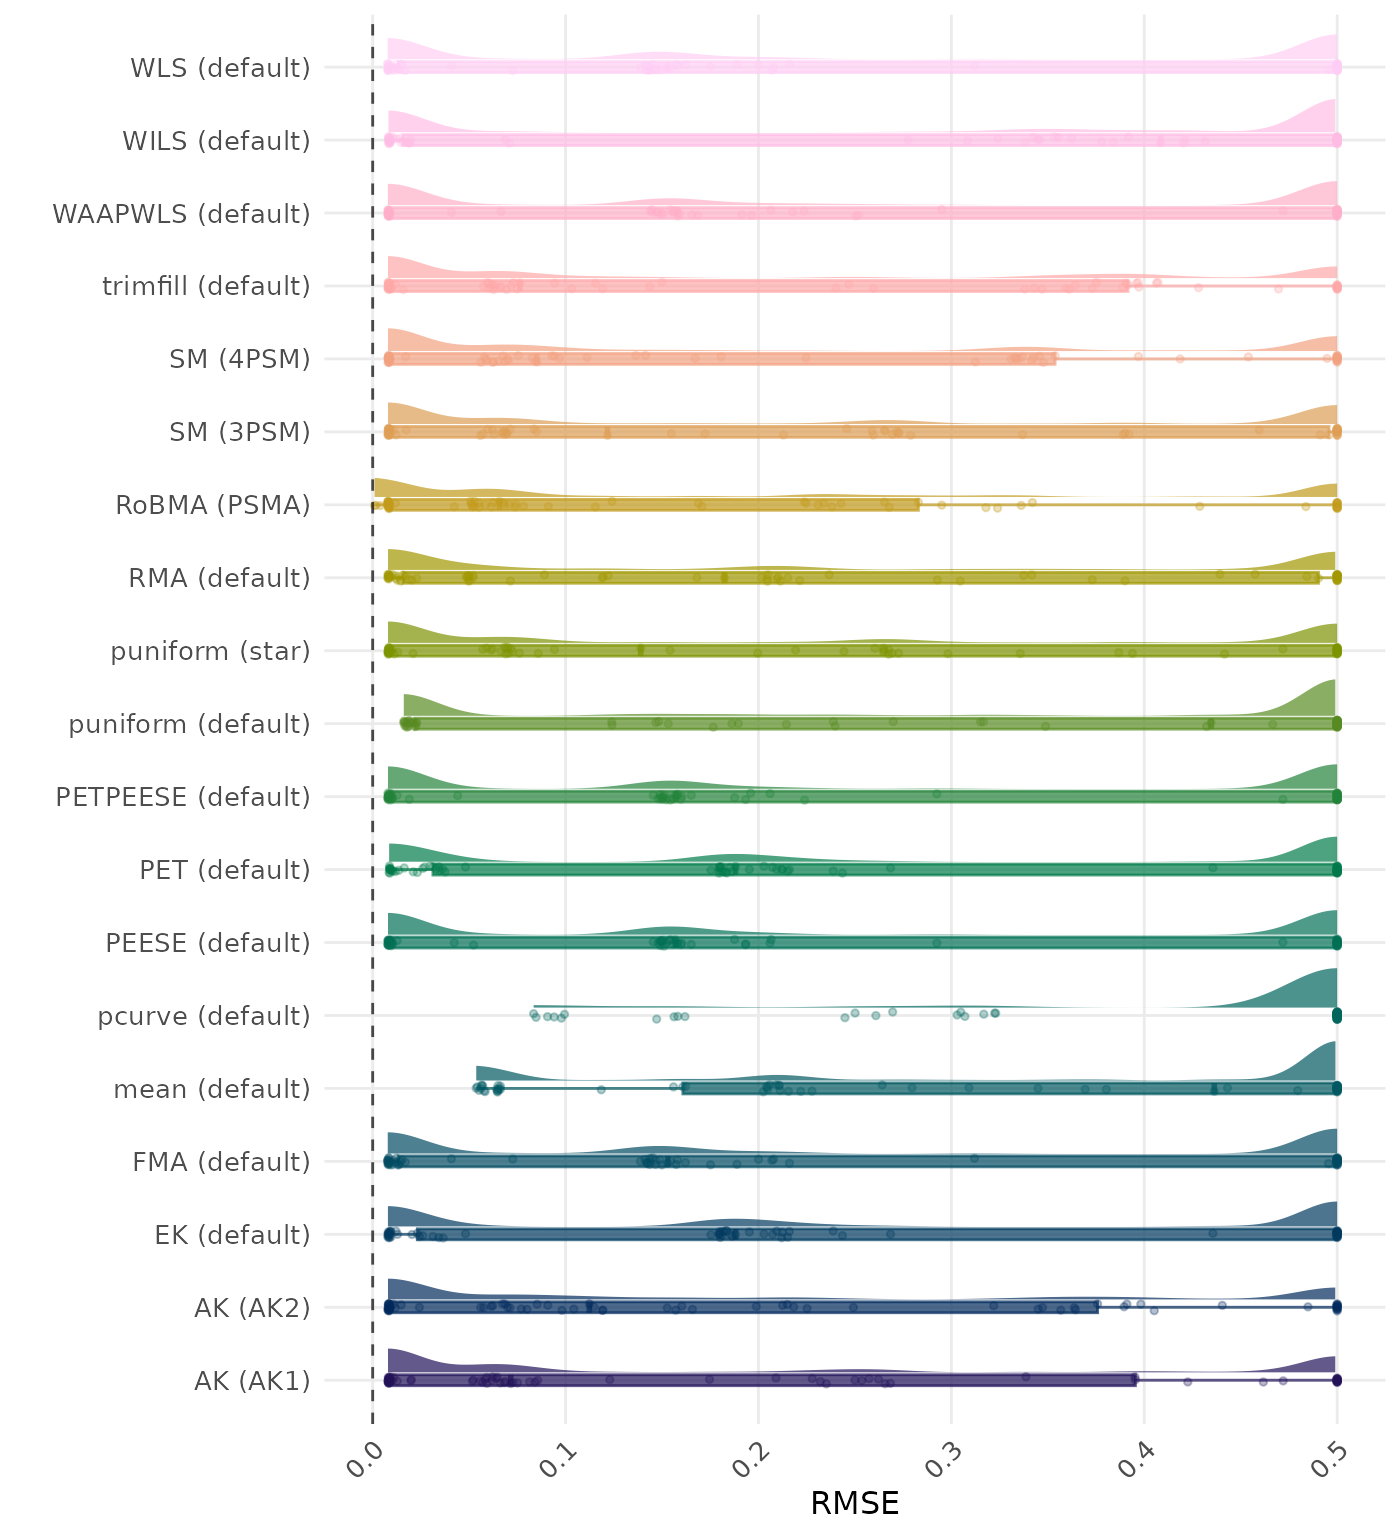 WLS (default)
WILS (default)
WAAPWLS (default)
trimfill (default)
SM (4PSM)
SM (3PSM)
RoBMA (PSMA)
RMA (default)
puniform (star)
puniform (default)
PETPEESE (default)
PET (default)
PEESE (default)
pcurve (default)
mean (default)
FMA (default)
EK (default)
AK (AK2)
AK (AK1)
0.0 0.1 0.2 0.3 0.4 0.5
RMSE